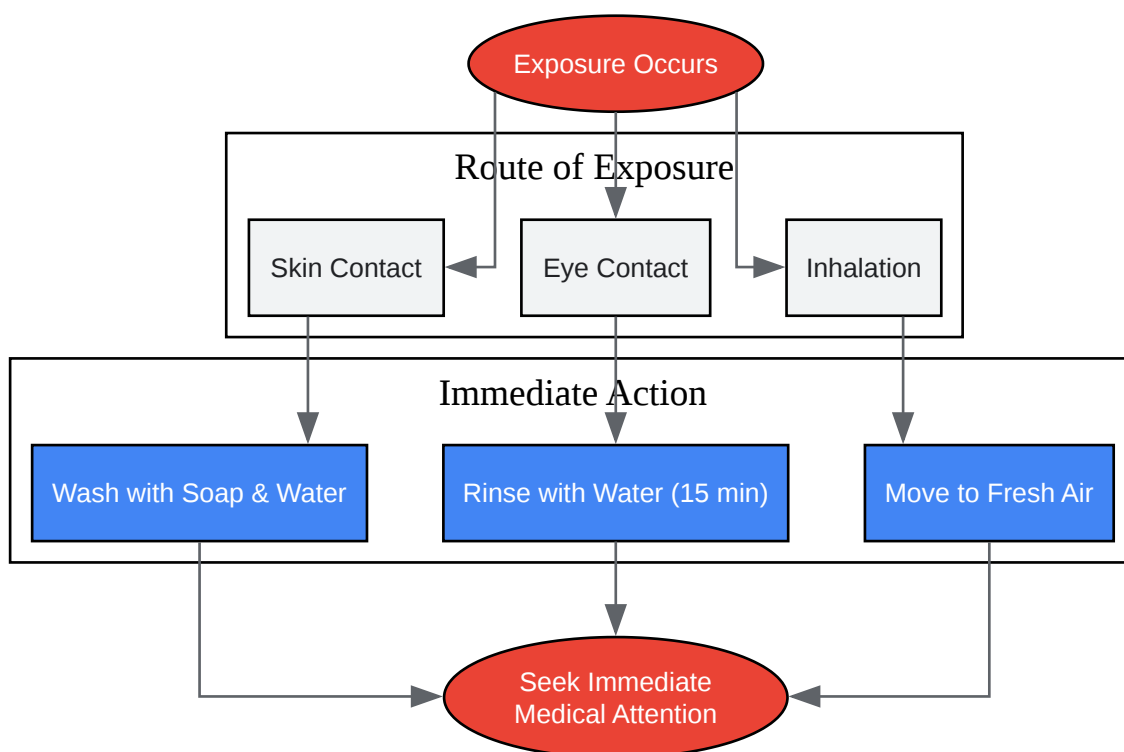 Exposure Occurs
Route of Exposure
Skin Contact
Eye Contact
Inhalation
Immediate Action
Wash with Soap & Water
Rinse with Water (15 min)
Move to Fresh Air
Seek Immediate
Medical Attention